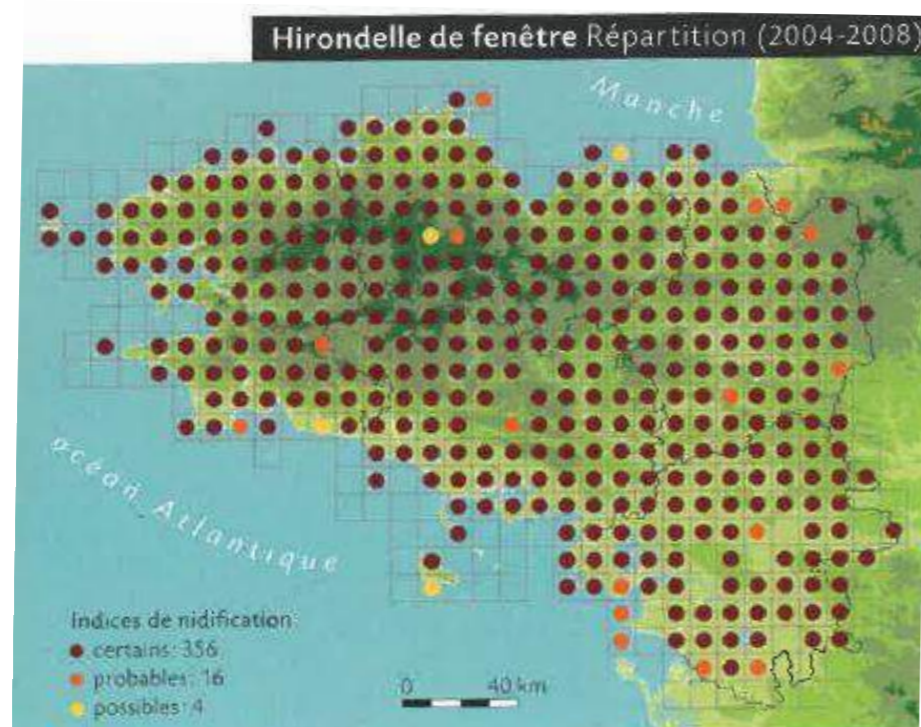 Hirondelle de fenêtre Répartition (2004-2008)
Manche
océan Atlantique
Indices de nidification:
certains: 356
probables: 16
possibles: 4
0 40 km